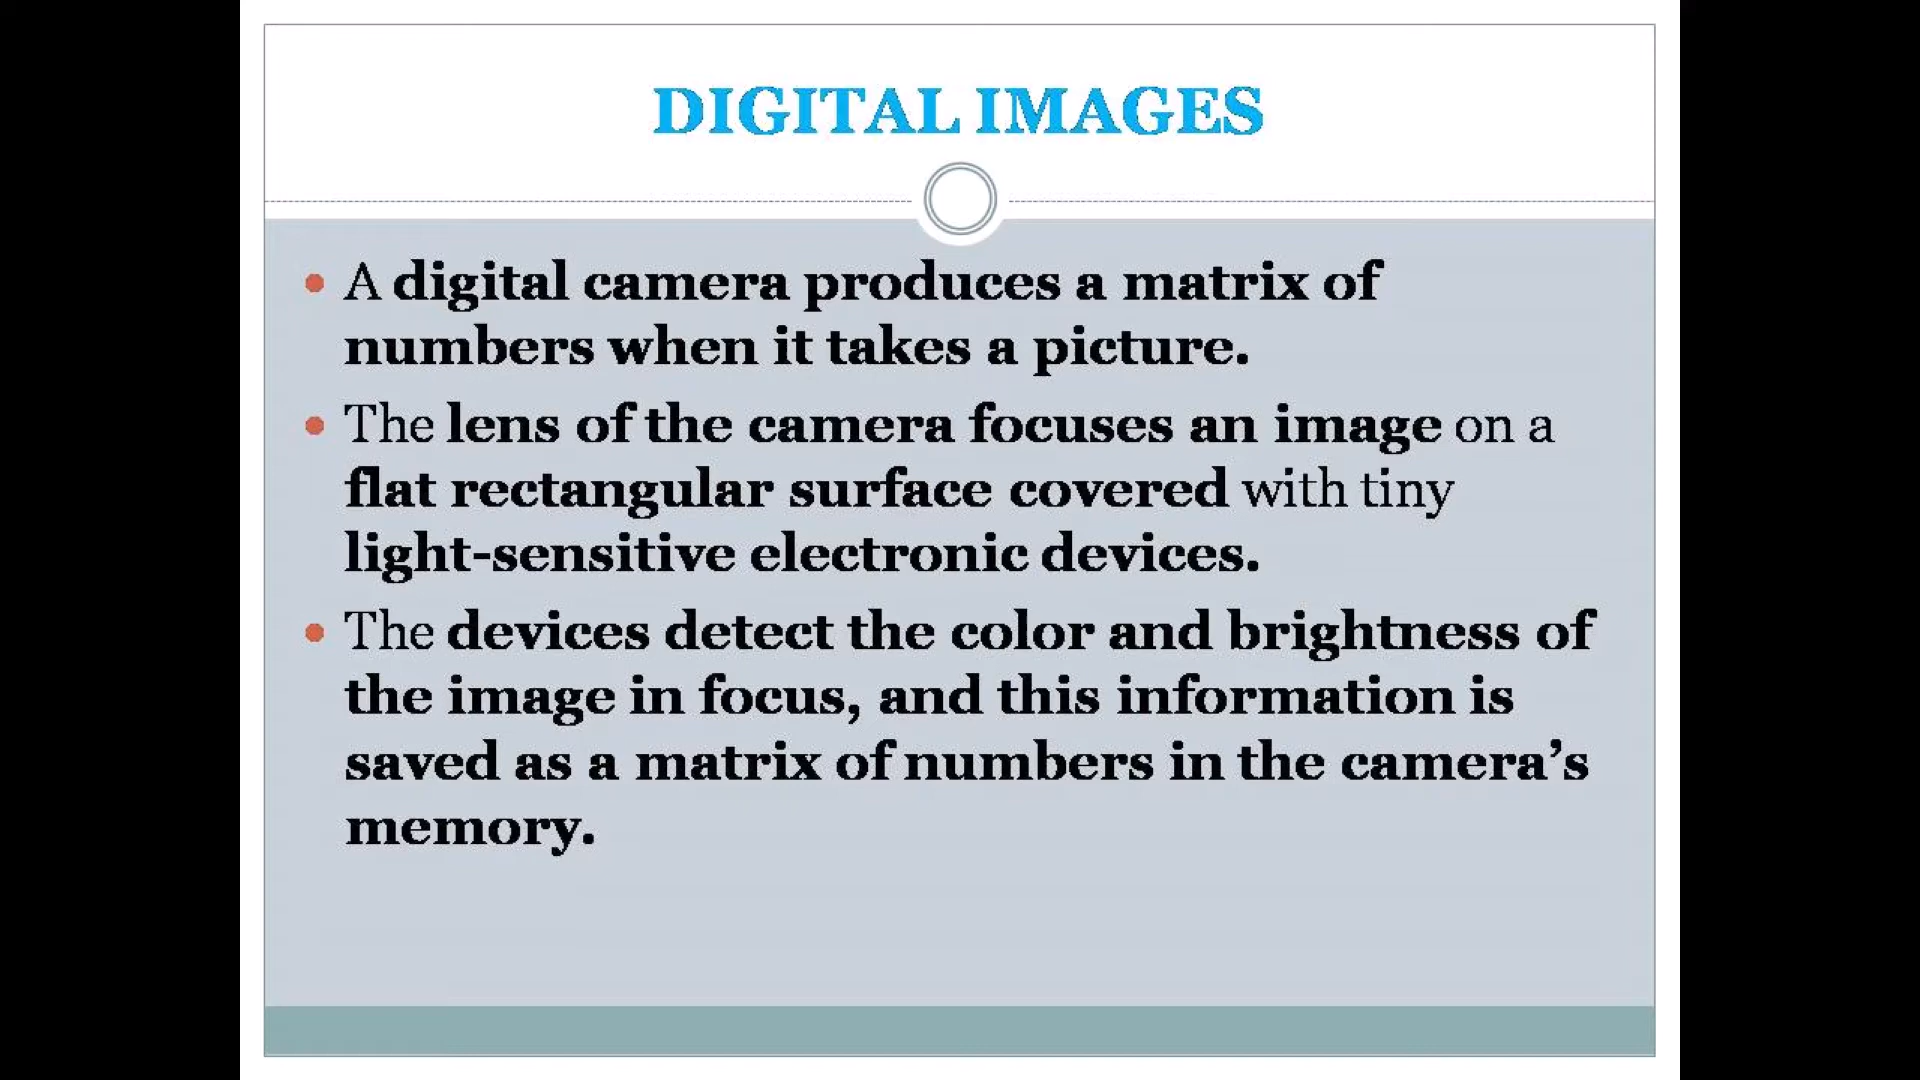 DIGITAL IMAGES
A digital camera produces a matrix of
numbers when it takes a picture.
The lens of the camera focuses an image on a
flat rectangular surface covered with tiny
light-sensitive electronic devices.
The devices detect the color and brightness of
the image in focus, and this information is
saved as a matrix of numbers in the camera’s
memory.